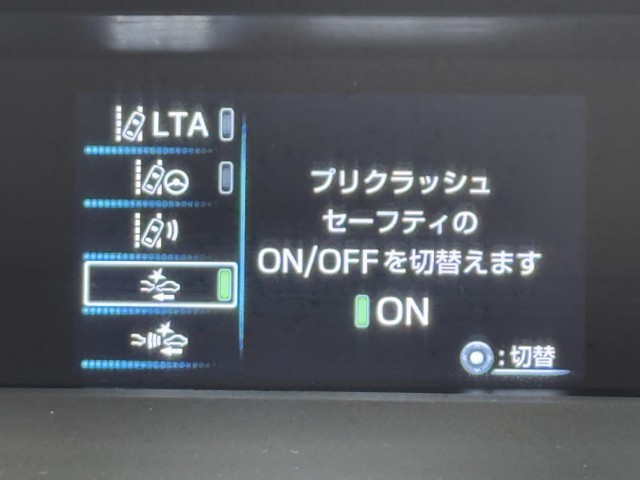 LTA
プリクラッシュ
セーフティの
ON/OFFを切替えます
ON
:切替